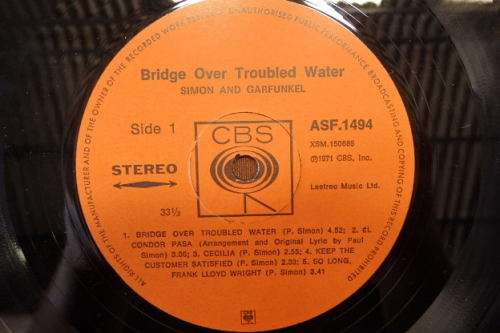 ALL RIGHTS OF THE MANUFACTURER AND OF THE OWNER OF THE RECORDED WORK RESERVED UNAUTHORISED PUBLIC PERFORMANCE BROADCASTING AND COPYING OF THIS RECORD PROHIBITED
Bridge Over Troubled Water
SIMON AND GARFUNKEL
Side 1
CBS
ASF.1494
XSM.150885
STEREO
℗1971 CBS, Inc.
33⅓
Leetrec Music Ltd.
1. BRIDGE OVER TROUBLED WATER (P. Simon) 4.52; 2. EL
CONDOR PASA (Arrangement and Original Lyric by Paul
Simon) 3.06; 3. CECILIA (P. Simon) 2.55; 4. KEEP THE
CUSTOMER SATISFIED (P. Simon) 2.33; 5. SO LONG,
FRANK LLOYD WRIGHT (P. Simon) 3.41